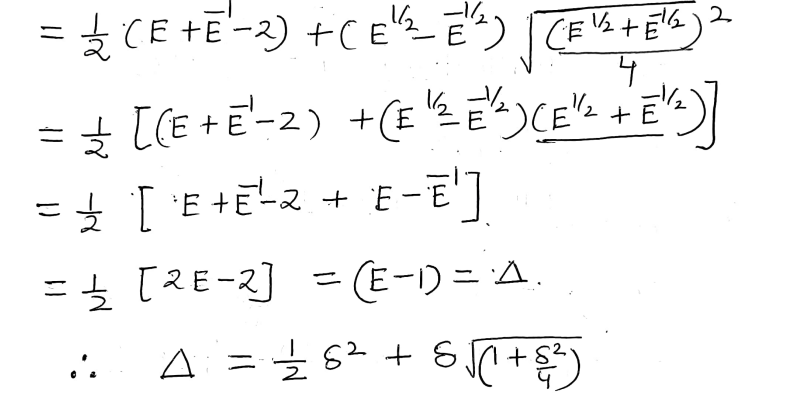 = 1/2 (E + E⁻¹ - 2) + (E^1/2 - E^-1/2) √((E^1/2 + E^-1/2)²/4)
= 1/2 [(E + E⁻¹ - 2) + (E^1/2 - E^-1/2)(E^1/2 + E^-1/2)]
= 1/2 [E + E⁻¹ - 2 + E - E⁻¹].
= 1/2 [2E - 2] = (E - 1) = Δ.
∴ Δ = 1/2 δ² + δ√(1 + δ²/4)